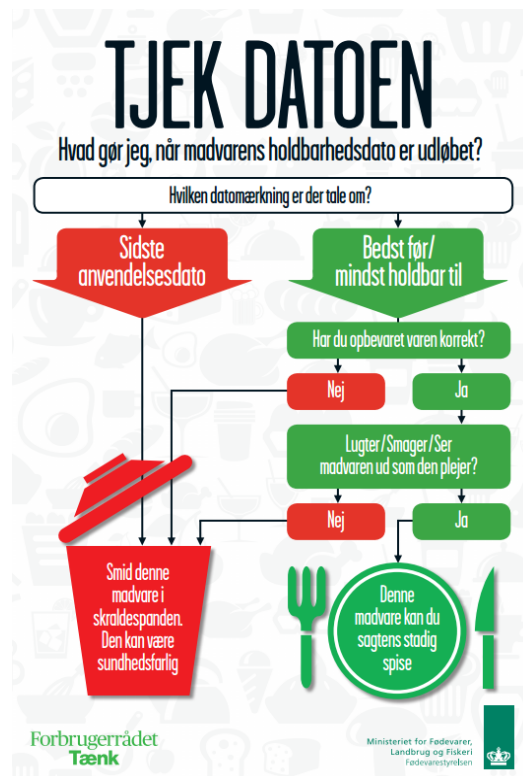 TJEK DATOEN
Hvad gør jeg, når madvarens holdbarhedsdato er udløbet?
Hvilken datomærkning er der tale om?
Sidste
anvendelsesdato
Bedst før/
mindst holdbar til
Har du opbevaret varen korrekt?
Nej
Ja
Lugter/Smager/Ser
madvaren ud som den plejer?
Nej
Ja
Smid denne
madvare i
skraldespanden.
Den kan være
sundhedsfarlig
Denne
madvare kan du
sagtens stadig
spise
Forbrugerrådet
Tænk
Ministeriet for Fødevarer,
Landbrug og Fiskeri
Fødevarestyrelsen